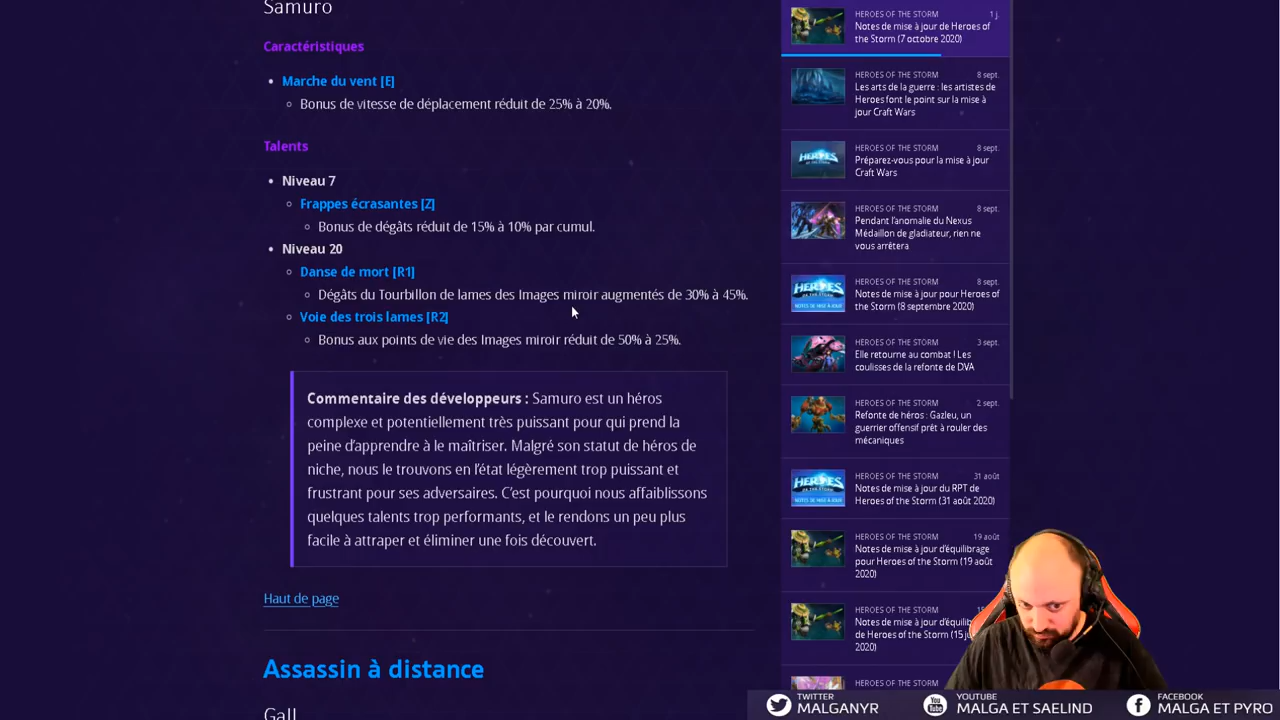 Samuro
Caractéristiques
Marche du vent [E]
Bonus de vitesse de déplacement réduit de 25% à 20%.
Talents
Niveau 7
Frappes écrasantes [Z]
Bonus de dégâts réduit de 15% à 10% par cumul.
Niveau 20
Danse de mort [R1]
Dégâts du Tourbillon de lames des Images miroir augmentés de 30% à 45%.
Voie des trois lames [R2]
Bonus aux points de vie des Images miroir réduit de 50% à 25%.
Commentaire des développeurs : Samuro est un héros
complexe et potentiellement très puissant pour qui prend la
peine d'apprendre à le maîtriser. Malgré son statut de héros de
niche, nous le trouvons en l'état légèrement trop puissant et
frustrant pour ses adversaires. C'est pourquoi nous affaiblissons
quelques talents trop performants, et le rendons un peu plus
facile à attraper et éliminer une fois découvert.
Haut de page
Assassin à distance
Gall
HEROES OF THE STORM 1 j.
Notes de mise à jour de Heroes of
the Storm (7 octobre 2020)
HEROES OF THE STORM 8 sept.
Les arts de la guerre : les artistes de
Heroes font le point sur la mise à
jour Craft Wars
HEROES OF THE STORM 8 sept.
Préparez-vous pour la mise à jour
Craft Wars
HEROES OF THE STORM 8 sept.
Pendant l'anomalie du Nexus
Médaillon de gladiateur, rien ne
vous arrêtera
HEROES OF THE STORM 8 sept.
Notes de mise à jour pour Heroes of
the Storm (8 septembre 2020)
HEROES OF THE STORM 3 sept.
Elle retourne au combat ! Les
coulisses de la refonte de DVA
HEROES OF THE STORM 2 sept.
Refonte de héros : Gazleu, un
guerrier offensif prêt à rouler des
mécaniques
HEROES OF THE STORM 31 août
Notes de mise à jour du RPT de
Heroes of the Storm (31 août 2020)
HEROES OF THE STORM 19 août
Notes de mise à jour d'équilibrage
pour Heroes of the Storm (19 août
2020)
HEROES OF THE STORM
Notes de mise à jour
de Heroes of the Storm (15
2020)
HEROES OF THE STORM
TWITTER
MALGANYR
YOUTUBE
MALGA ET SAELIND
FACEBOOK
MALGA ET PYRO